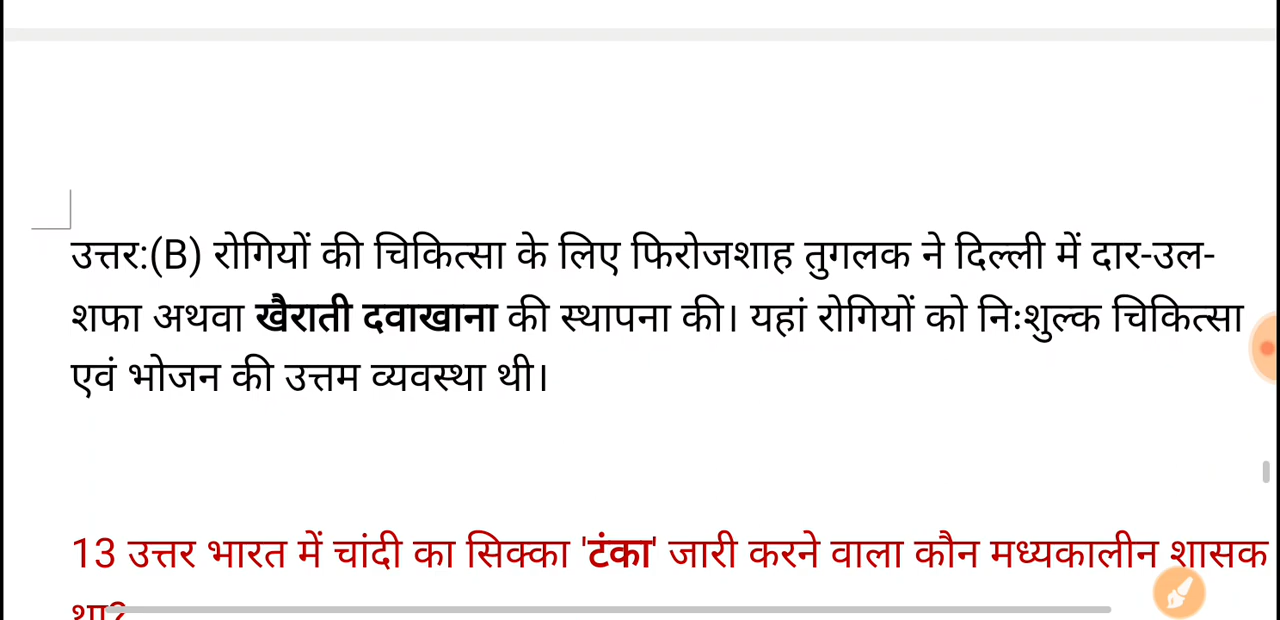 उत्तर:(B) रोगियों की चिकित्सा के लिए फिरोजशाह तुगलक ने दिल्ली में दार-उल-
शफा अथवा खैराती दवाखाना की स्थापना की। यहां रोगियों को निःशुल्क चिकित्सा
एवं भोजन की उत्तम व्यवस्था थी।
13 उत्तर भारत में चांदी का सिक्का 'टंका' जारी करने वाला कौन मध्यकालीन शासक
था?